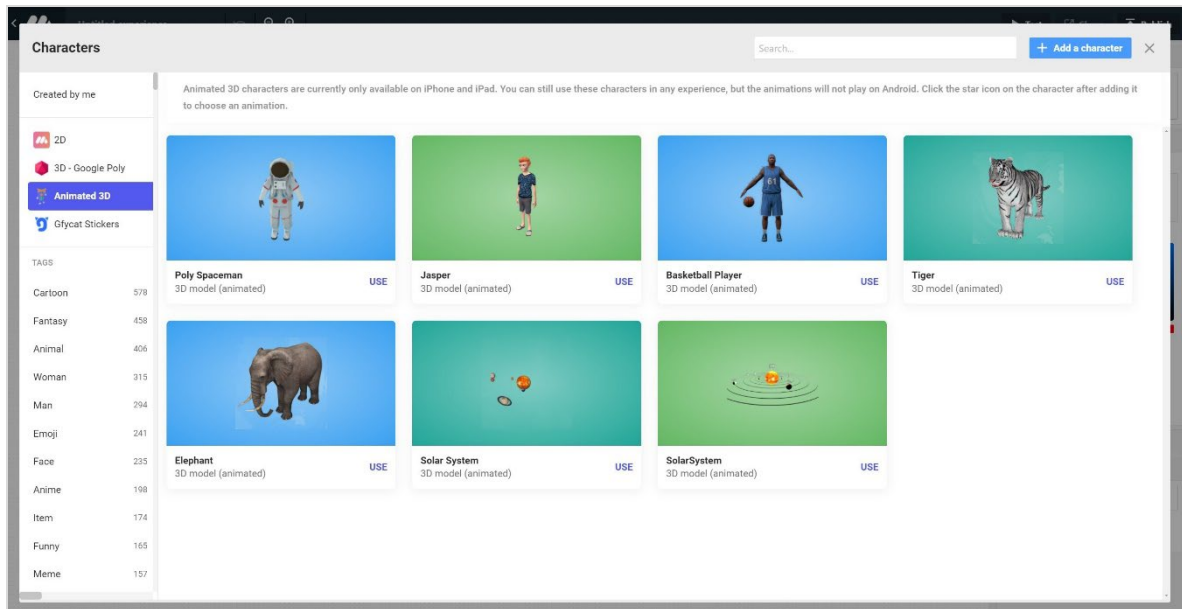 Characters
Search...
+ Add a character
Created by me
2D
3D - Google Poly
Animated 3D
Gfycat Stickers
TAGS
Cartoon 578
Fantasy 458
Animal 406
Woman 315
Man 294
Emoji 241
Face 235
Anime 198
Item 174
Funny 165
Meme 157
Animated 3D characters are currently only available on iPhone and iPad. You can still use these characters in any experience, but the animations will not play on Android. Click the star icon on the character after adding it
to choose an animation.
Poly Spaceman
3D model (animated)
USE
Jasper
3D model (animated)
USE
61
Basketball Player
3D model (animated)
USE
Tiger
3D model (animated)
USE
Elephant
3D model (animated)
USE
Solar System
3D model (animated)
USE
SolarSystem
3D model (animated)
USE